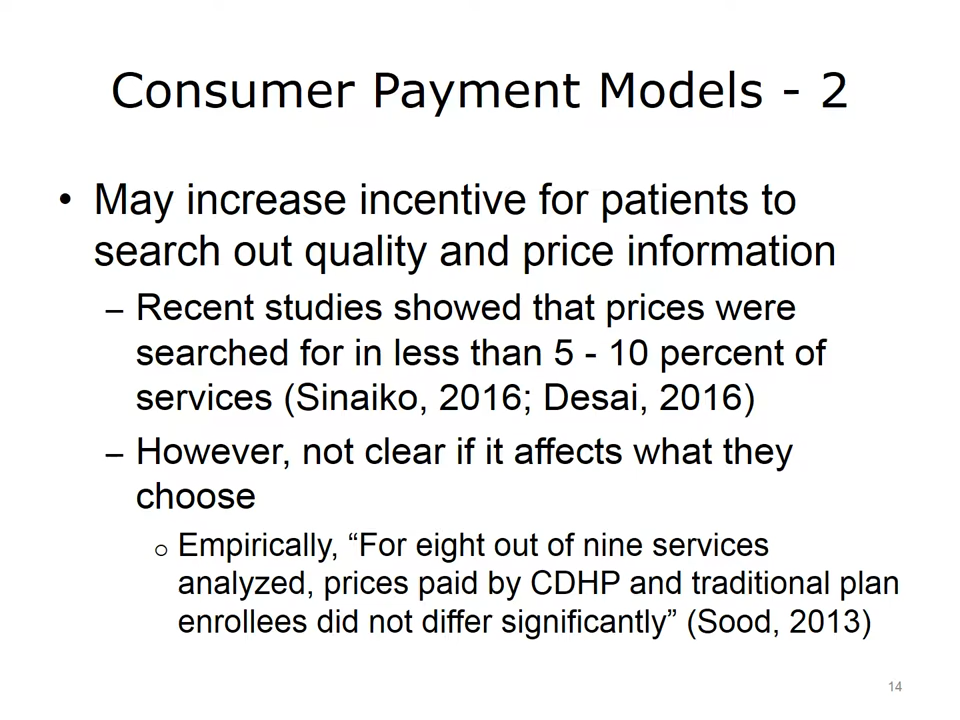 Consumer Payment Models - 2
• May increase incentive for patients to
search out quality and price information
– Recent studies showed that prices were
searched for in less than 5 - 10 percent of
services (Sinaiko, 2016; Desai, 2016)
– However, not clear if it affects what they
choose
o Empirically, “For eight out of nine services
analyzed, prices paid by CDHP and traditional plan
enrollees did not differ significantly” (Sood, 2013)
14